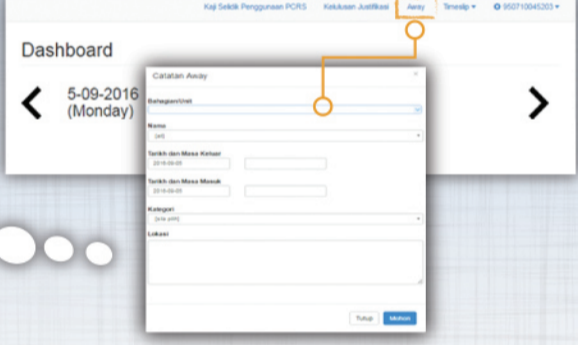 Kaji Selidik Penggunaan PCRS Kelulusan Justifikasi Away Timeslip 950710045203
Dashboard
5-09-2016
(Monday)
Catatan Away
Bahagian/Unit
Nama
Tarikh dan Masa Keluar
2016-09-05
Tarikh dan Masa Masuk
2016-09-05
Kategori
Lokasi
Tutup Mohon